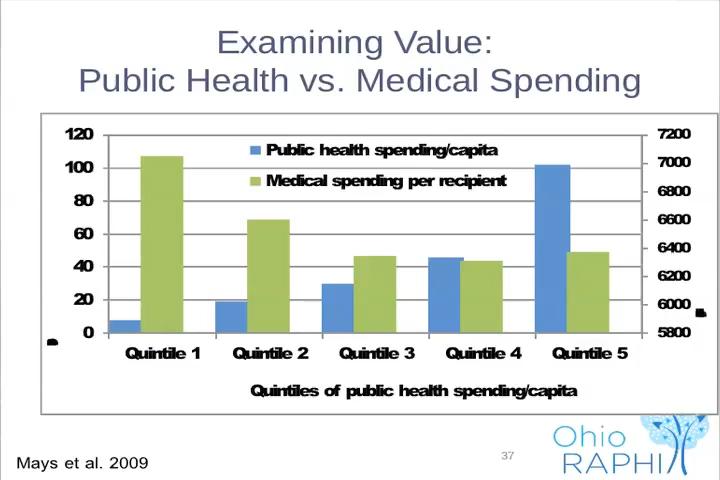 Examining Value:
Public Health vs. Medical Spending
120
100
80
60
40
20
0
Public health spending/capita
Medical spending per recipient
7200
7000
6800
6600
6400
6200
6000
5800
Quintile 1 Quintile 2 Quintile 3 Quintile 4 Quintile 5
Quintiles of public health spending/capita
Mays et al. 2009
37
Ohio
RAPHI